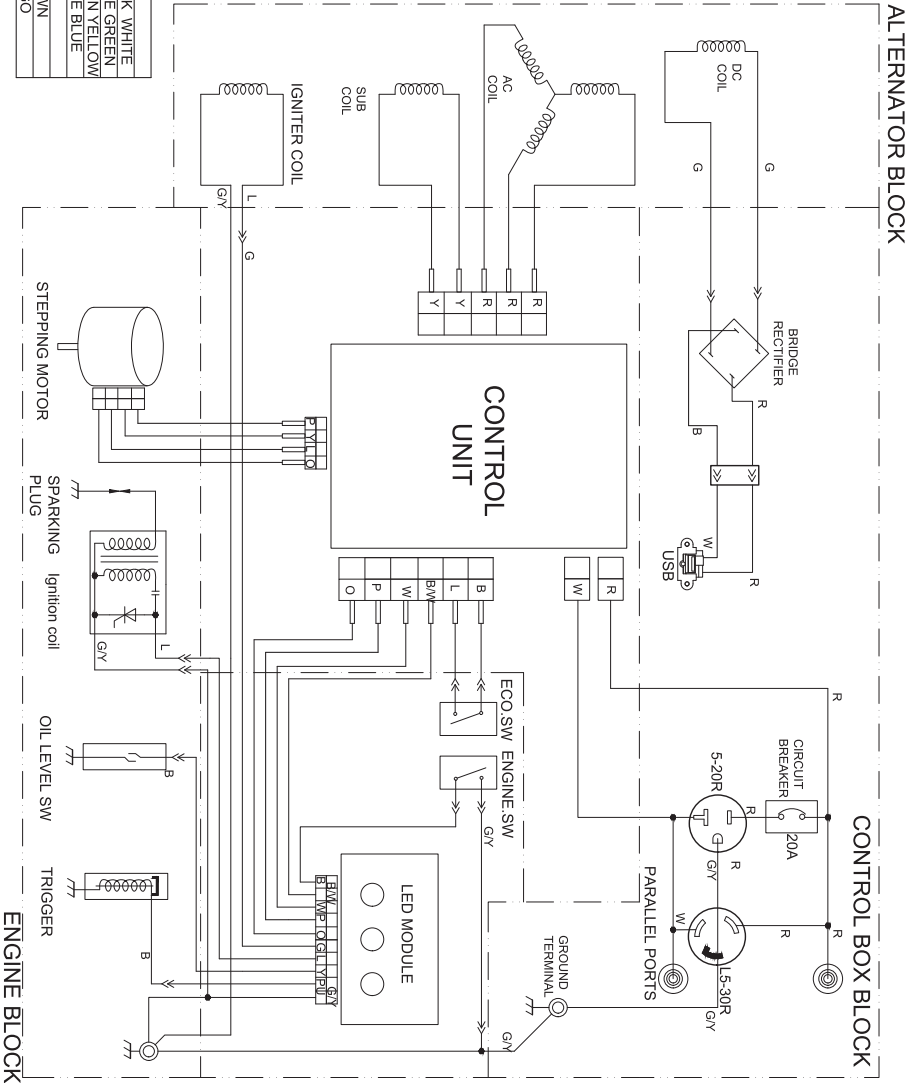 ALTERNATOR BLOCK
CONTROL BOX BLOCK
ENGINE BLOCK
DC
COIL
G
G
BRIDGE
RECTIFIER
R
B
W
R
USB
AC
COIL
SUB
COIL
IGNITER COIL
L
G/Y
G
R
R
R
Y
Y
CONTROL
UNIT
R
W
B
L
B/W
W
P
O
P
Y
L
O
STEPPING MOTOR
SPARKING
PLUG
Ignition coil
L
G/Y
OIL LEVEL SW
B
TRIGGER
B
ECO.SW
ENGINE.SW
G/Y
LED MODULE
B
B/W
W
P
O
G
L
Y
PU
G/Y
CIRCUIT
BREAKER
20A
5-20R
R
R
G/Y
L5-30R
R
R
R
W
G/Y
PARALLEL PORTS
GROUND
TERMINAL
G/Y
WHITE
GREEN
YELLOW
BLUE